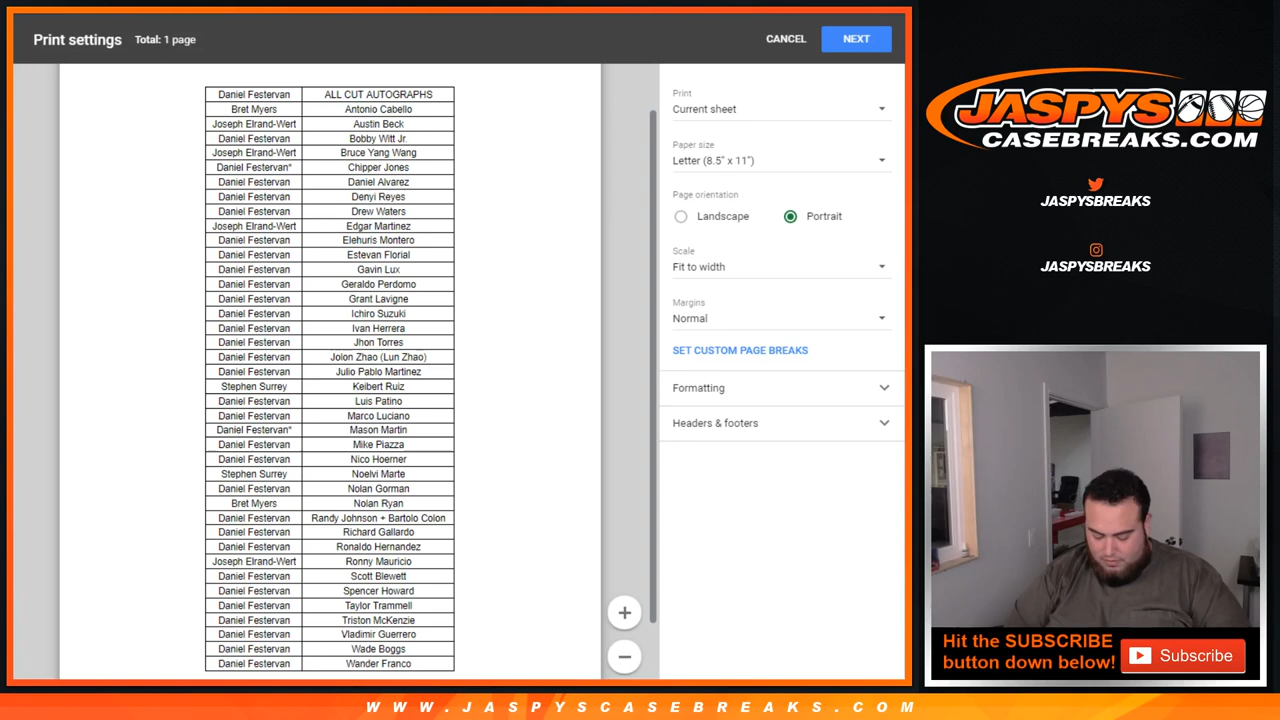 Print settings Total: 1 page CANCEL NEXT
Daniel Festervan ALL CUT AUTOGRAPHS
Bret Myers Antonio Cabello
Joseph Elrand-Wert Austin Beck
Daniel Festervan Bobby Witt Jr.
Joseph Elrand-Wert Bruce Yang Wang
Daniel Festervan* Chipper Jones
Daniel Festervan Daniel Alvarez
Daniel Festervan Denyi Reyes
Daniel Festervan Drew Waters
Joseph Elrand-Wert Edgar Martinez
Daniel Festervan Elehuris Montero
Daniel Festervan Estevan Florial
Daniel Festervan Gavin Lux
Daniel Festervan Geraldo Perdomo
Daniel Festervan Grant Lavigne
Daniel Festervan Ichiro Suzuki
Daniel Festervan Ivan Herrera
Daniel Festervan Jhon Torres
Daniel Festervan Jolon Zhao (Lun Zhao)
Daniel Festervan Julio Pablo Martinez
Stephen Surrey Keibert Ruiz
Daniel Festervan Luis Patino
Daniel Festervan Marco Luciano
Daniel Festervan* Mason Martin
Daniel Festervan Mike Piazza
Daniel Festervan Nico Hoerner
Stephen Surrey Noelvi Marte
Daniel Festervan Nolan Gorman
Bret Myers Nolan Ryan
Daniel Festervan Randy Johnson + Bartolo Colon
Daniel Festervan Richard Gallardo
Daniel Festervan Ronaldo Hernandez
Joseph Elrand-Wert Ronny Mauricio
Daniel Festervan Scott Blewett
Daniel Festervan Spencer Howard
Daniel Festervan Taylor Trammell
Daniel Festervan Triston McKenzie
Daniel Festervan Vladimir Guerrero
Daniel Festervan Wade Boggs
Daniel Festervan Wander Franco
Print
Current sheet
Paper size
Letter (8.5" x 11")
Page orientation
Landscape Portrait
Scale
Fit to width
Margins
Normal
SET CUSTOM PAGE BREAKS
Formatting
Headers & footers
JASPYS
CASEBREAKS.COM
JASPYSBREAKS
JASPYSBREAKS
Hit the SUBSCRIBE
button down below!
Subscribe
WWW.JASPYSCASEBREAKS.COM